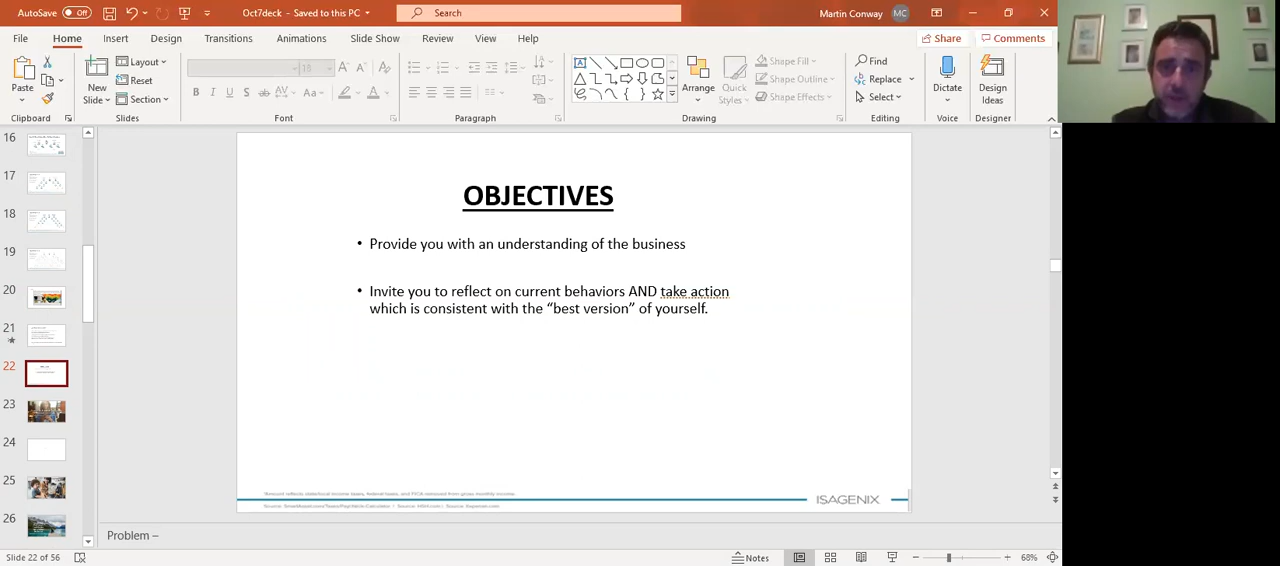 AutoSave Off Oct7deck - Saved to this PC Search Martin Conway MC
File Home Insert Design Transitions Animations Slide Show Review View Help Share Comments
Paste New Slide Layout Reset Section 18 Aa Arrange Quick Styles Shape Fill Shape Outline Shape Effects Find Replace Select Dictate Design Ideas
Clipboard Slides Font Paragraph Drawing Editing Voice Designer
16
17
18
19
20
21
22
23
24
25
26
OBJECTIVES
• Provide you with an understanding of the business
• Invite you to reflect on current behaviors AND take action
which is consistent with the “best version” of yourself.
ISAGENIX
Problem –
Slide 22 of 56 Notes 68%